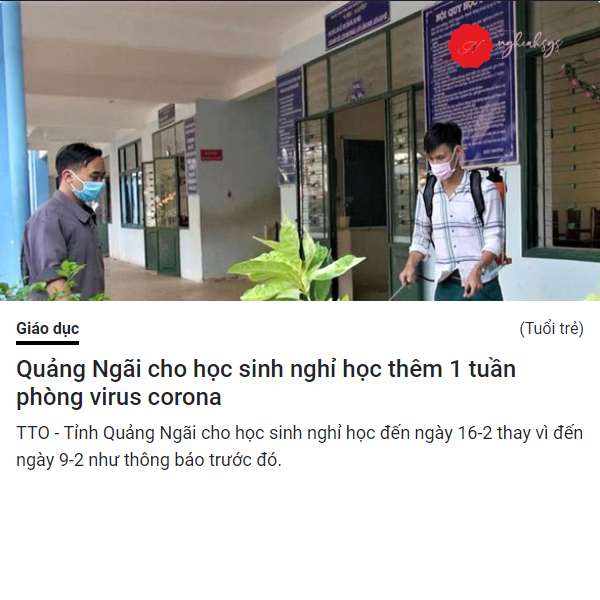 NỘI QUY HỌC
nghenhsgs
Giáo dục
(Tuổi trẻ)
Quảng Ngãi cho học sinh nghỉ học thêm 1 tuần
phòng virus corona
TTO - Tỉnh Quảng Ngãi cho học sinh nghỉ học đến ngày 16-2 thay vì đến
ngày 9-2 như thông báo trước đó.